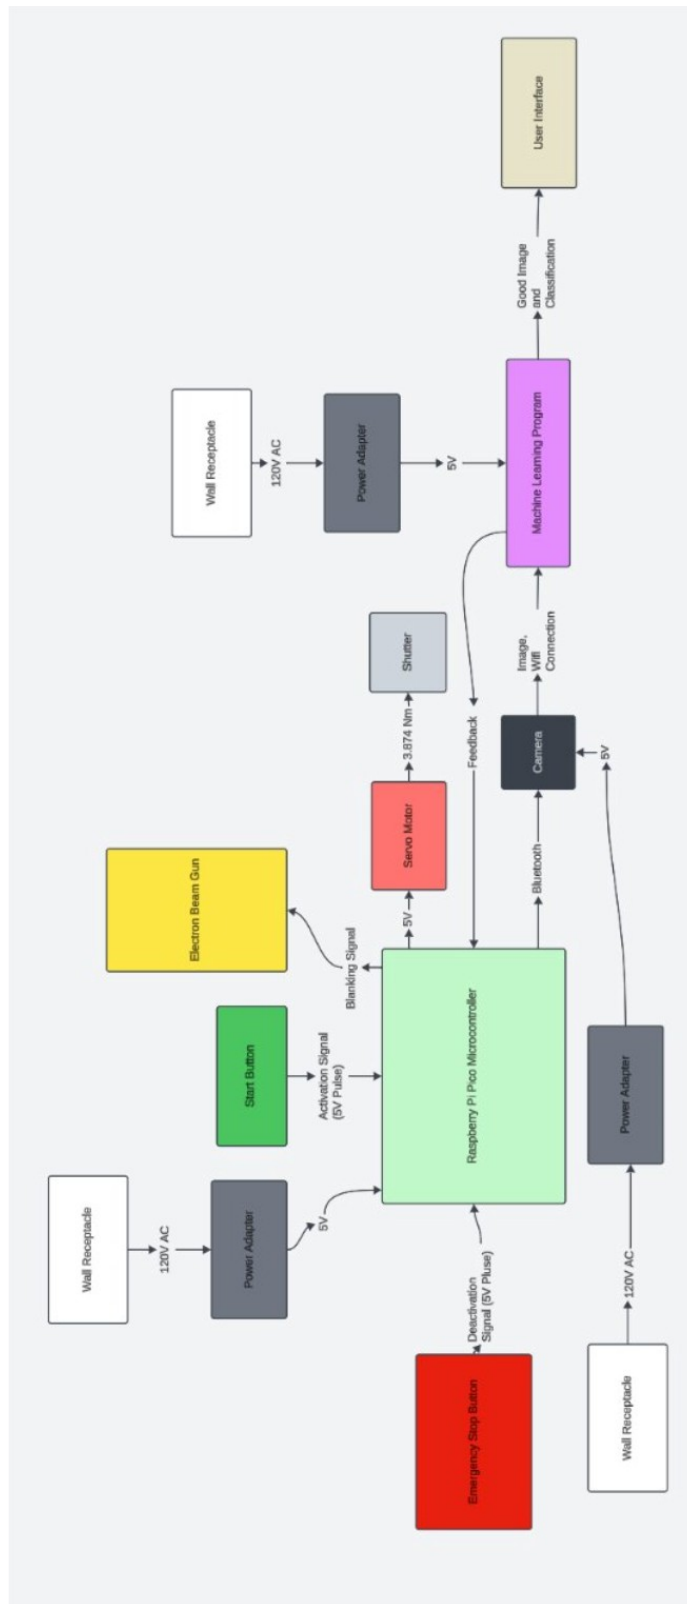 Wall Receptacle
120V AC
Power Adapter
5V
Start Button
Activation Signal
(5V Pulse)
Electron Beam Gun
Blanking Signal
Emergency Stop Button
Deactivation
Signal (5V Pluse)
Raspberry Pi Pico Microcontroller
5V
Servo Motor
3.874 Nm
Shutter
Feedback
Bluetooth
Wall Receptacle
120V AC
Power Adapter
5V
Camera
Image,
Wifi
Connection
Wall Receptacle
120V AC
Power Adapter
5V
Machine Learning Program
Good Image
and
Classification
User Interface